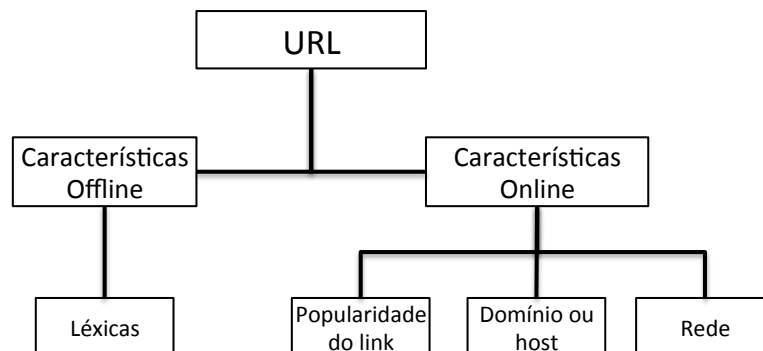 URL
Características
Offline
Características
Online
Léxicas
Popularidade
do link
Domínio ou
host
Rede